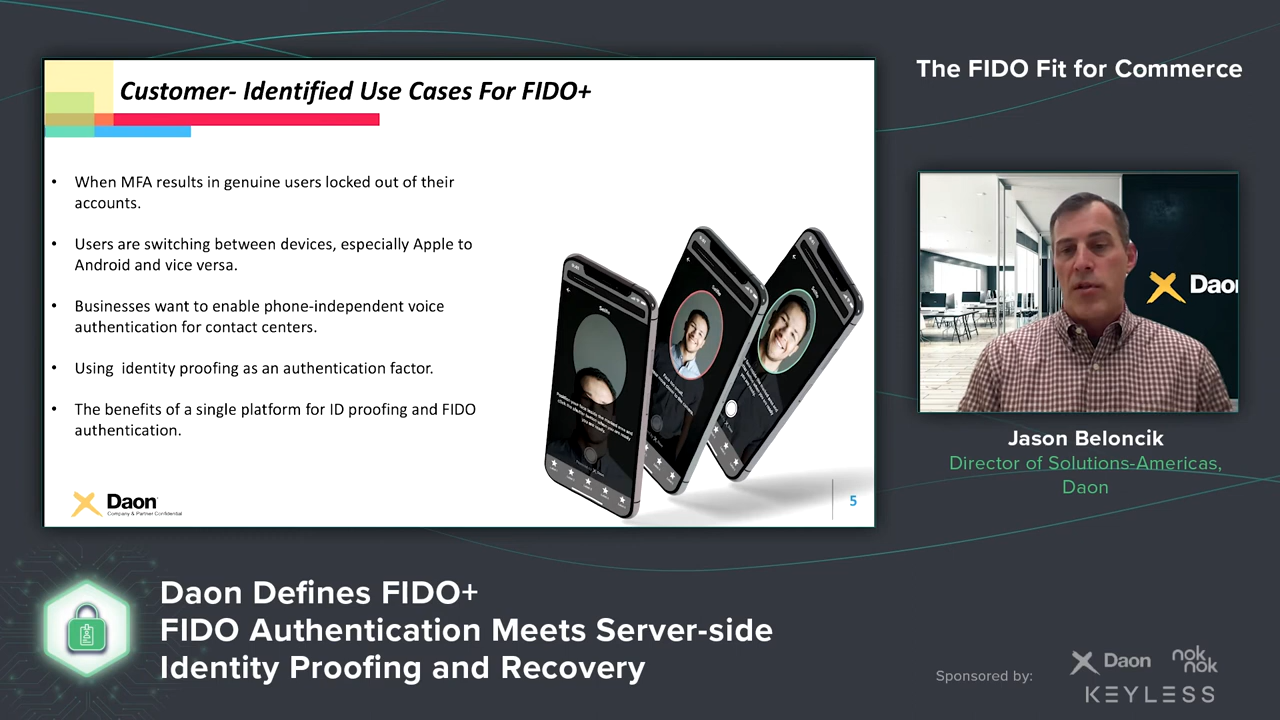 Customer- Identified Use Cases For FIDO+
• When MFA results in genuine users locked out of their
accounts.
• Users are switching between devices, especially Apple to
Android and vice versa.
• Businesses want to enable phone-independent voice
authentication for contact centers.
• Using identity proofing as an authentication factor.
• The benefits of a single platform for ID proofing and FIDO
authentication.
Daon
Company & Partner Confidential
5
Selfie
Selfie
Selfie
The FIDO Fit for Commerce
Daon
Jason Beloncik
Director of Solutions-Americas,
Daon
Daon Defines FIDO+
FIDO Authentication Meets Server-side
Identity Proofing and Recovery
Sponsored by:
Daon
nok
nok
KEYLESS